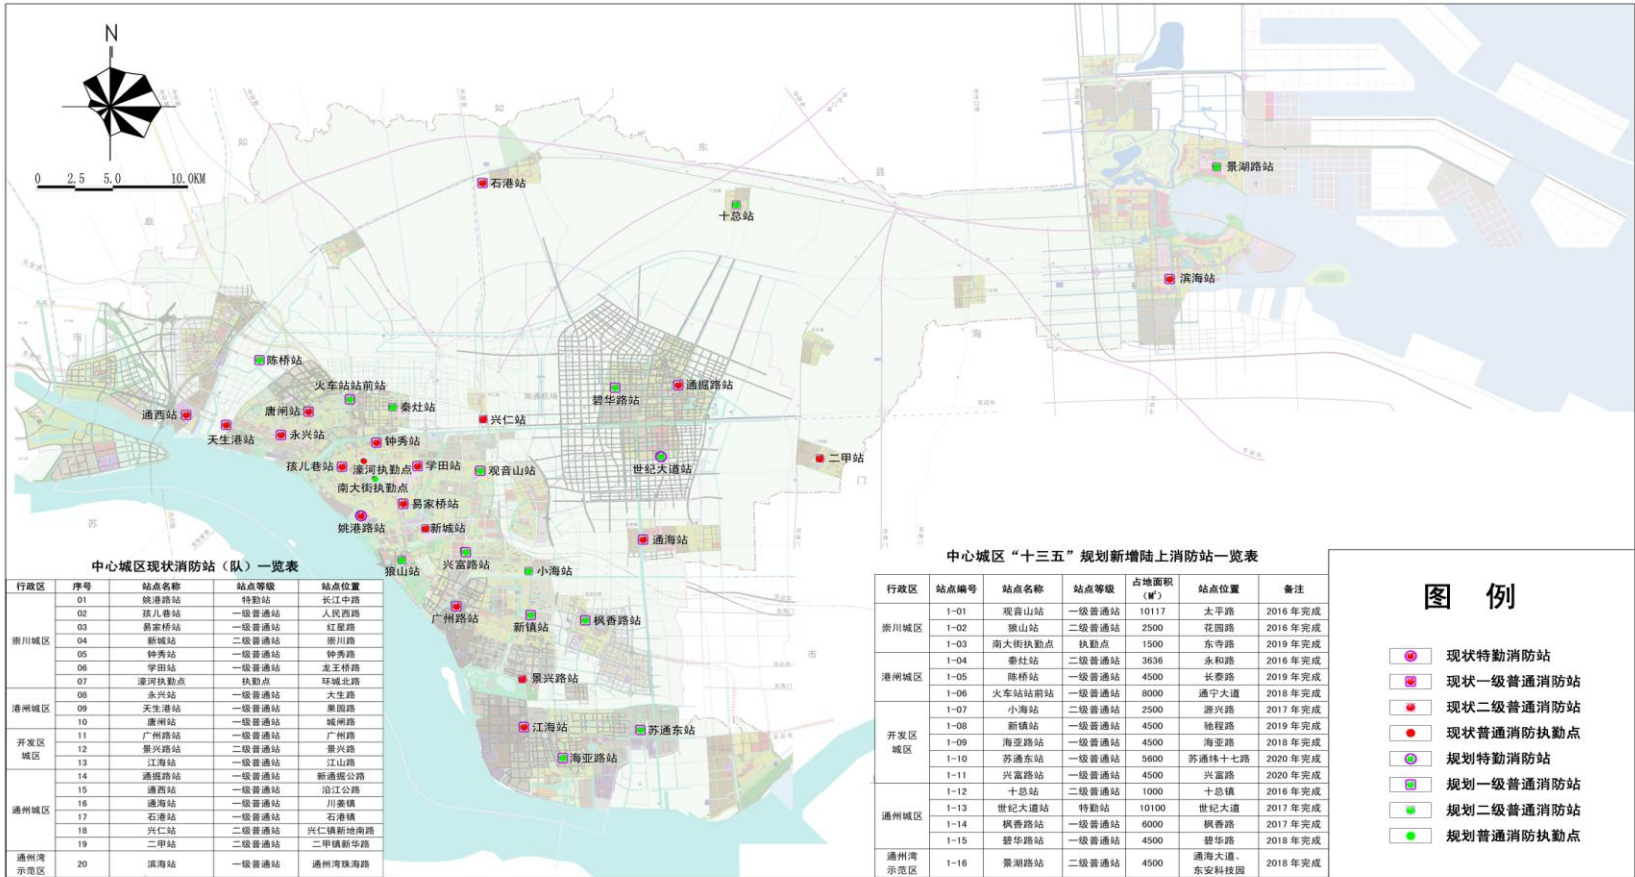 N
0 2.5 5.0 10.0KM
如
东
县
如
皋
市
海
门
市
苏
石港站
十总站
景湖路站
滨海站
陈桥站
火车站站前站
通掘路站
碧华路站
通西站
唐闸站
秦灶站
南通机场
兴仁站
天生港站
永兴站
钟秀站
孩儿巷站
濠河执勤点
学田站
观音山站
世纪大道站
二甲站
南大街执勤点
易家桥站
姚港路站
新城站
通海站
狼山站
兴富路站
小海站
广州路站
新镇站
枫香路站
景兴路站
江海站
苏通东站
海亚路站
中心城区现状消防站（队）一览表
行政区 序号 站点名称 站点等级 站点位置
崇川城区
01 姚港路站 特勤站 长江中路
02 孩儿巷站 一级普通站 人民西路
03 易家桥站 一级普通站 红星路
04 新城站 二级普通站 崇川路
05 钟秀站 一级普通站 钟秀路
06 学田站 一级普通站 龙王桥路
07 濠河执勤点 执勤点 环城北路
港闸城区
08 永兴站 一级普通站 大生路
09 天生港站 一级普通站 果园路
10 唐闸站 一级普通站 城闸路
开发区
城区
11 广州路站 一级普通站 广州路
12 景兴路站 二级普通站 景兴路
13 江海站 一级普通站 江山路
通州城区
14 通掘路站 一级普通站 新通掘公路
15 通西站 一级普通站 沿江公路
16 通海站 一级普通站 川姜镇
17 石港站 一级普通站 石港镇
18 兴仁站 二级普通站 兴仁镇新地南路
19 二甲站 二级普通站 二甲镇新华路
通州湾
示范区
20 滨海站 一级普通站 通州湾珠海路
中心城区“十三五”规划新增陆上消防站一览表
行政区 站点编号 站点名称 站点等级 占地面积（M²） 站点位置 备注
崇川城区
1-01 观音山站 一级普通站 10117 太平路 2016 年完成
1-02 狼山站 二级普通站 2500 花园路 2016 年完成
1-03 南大街执勤点 执勤点 1500 东寺路 2019 年完成
港闸城区
1-04 秦灶站 二级普通站 3636 永和路 2016 年完成
1-05 陈桥站 一级普通站 4500 长泰路 2019 年完成
1-06 火车站站前站 一级普通站 8000 通宁大道 2018 年完成
开发区
城区
1-07 小海站 二级普通站 2500 源兴路 2017 年完成
1-08 新镇站 一级普通站 4500 驰程路 2019 年完成
1-09 海亚路站 一级普通站 4500 海亚路 2018 年完成
1-10 苏通东站 一级普通站 5600 苏通纬十七路 2020 年完成
1-11 兴富路站 一级普通站 4500 兴富路 2020 年完成
通州城区
1-12 十总站 二级普通站 1000 十总镇 2016 年完成
1-13 世纪大道站 特勤站 10100 世纪大道 2017 年完成
1-14 枫香路站 一级普通站 6000 枫香路 2017 年完成
1-15 碧华路站 一级普通站 4500 碧华路 2018 年完成
通州湾
示范区
1-16 景湖路站 二级普通站 4500 通海大道、东安科技园 2018 年完成
图 例
现状特勤消防站
现状一级普通消防站
现状二级普通消防站
现状普通消防执勤点
规划特勤消防站
规划一级普通消防站
规划二级普通消防站
规划普通消防执勤点